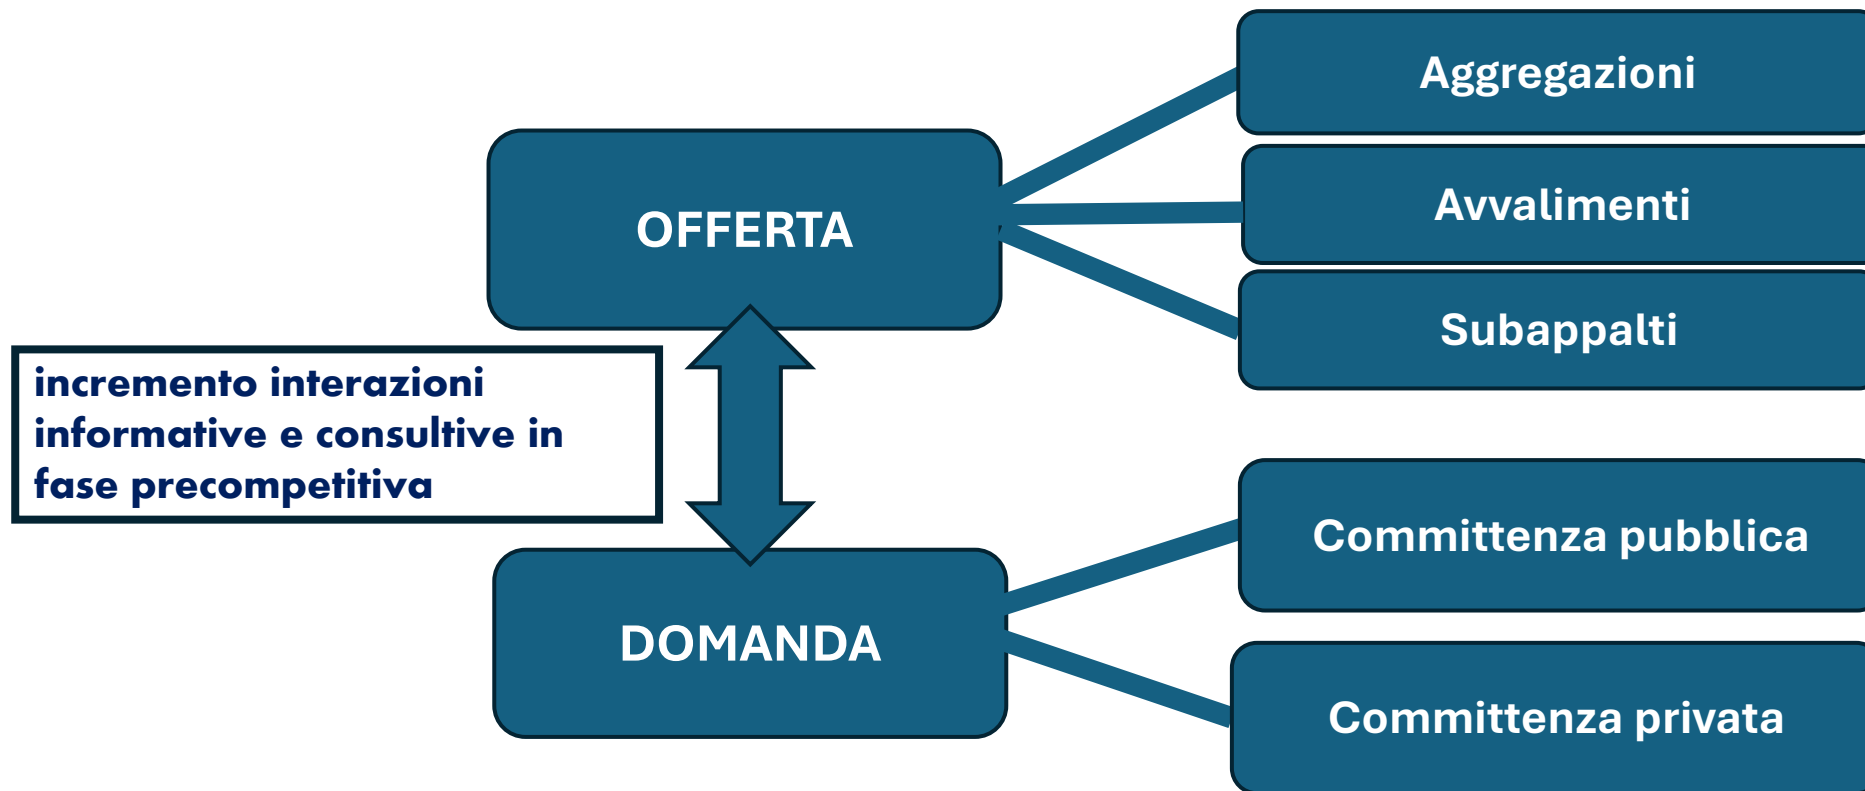 Aggregazioni
OFFERTA
Avvalimenti
Subappalti
incremento interazioni
informative e consultive in
fase precompetitiva
Committenza pubblica
DOMANDA
Committenza privata